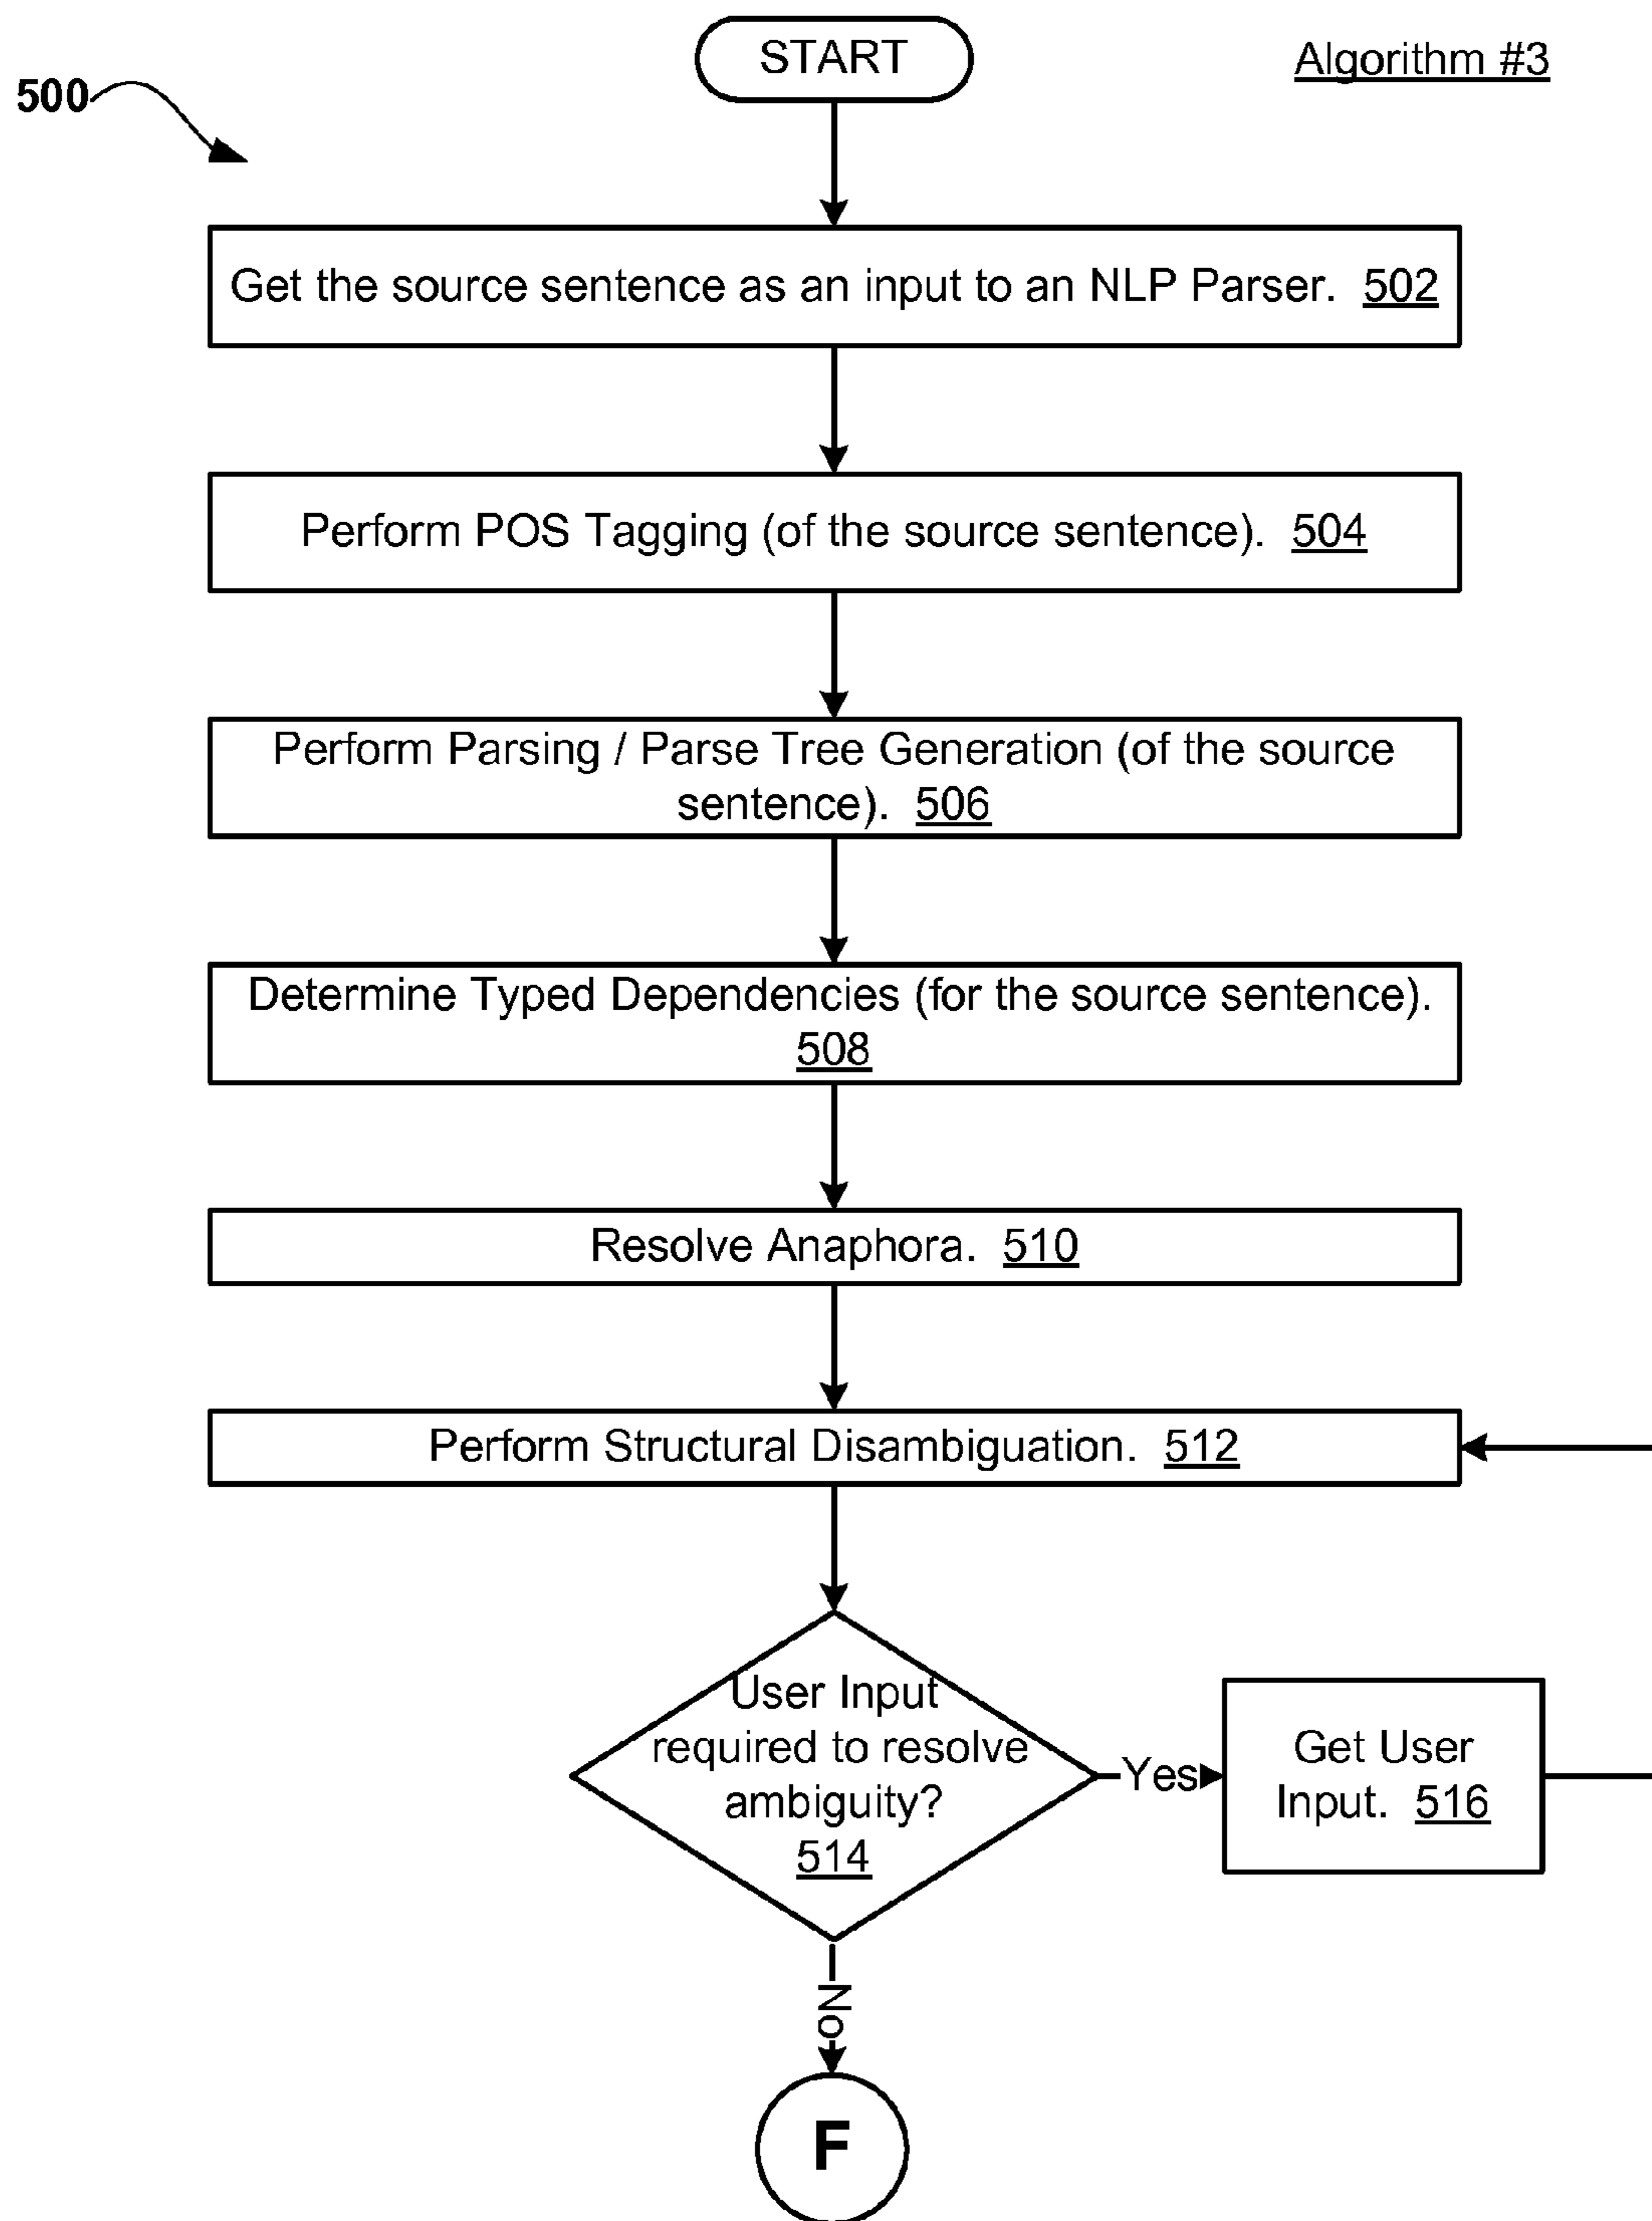 START
Algorithm #3
500
Get the source sentence as an input to an NLP Parser. 502
Perform POS Tagging (of the source sentence). 504
Perform Parsing / Parse Tree Generation (of the source
sentence). 506
Determine Typed Dependencies (for the source sentence).
508
Resolve Anaphora. 510
Perform Structural Disambiguation. 512
User Input
required to resolve
ambiguity?
514
Yes
Get User
Input. 516
No
F